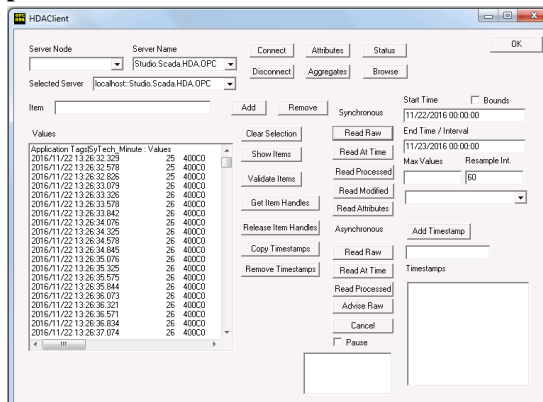 OPC HDA HDAClient
Server Node Server Name
Connect Attributes Status OK
Studio.Scada.HDA.OPC
Disconnect Aggregates Browse
Selected Server localhost::Studio.Scada.HDA.OPC
Item Add Remove
Synchronous
Start Time Bounds
11/22/2016 00:00:00
Values Clear Selection Read Raw
End Time / Interval
11/23/2016 00:00:00
Application Tags|SyTech_Minute : Values
2016/11/22 13:26:32.329 25 400C0
2016/11/22 13:26:32.578 25 400C0
2016/11/22 13:26:32.826 26 400C0
2016/11/22 13:26:33.079 26 400C0
2016/11/22 13:26:33.326 26 400C0
2016/11/22 13:26:33.578 26 400C0
2016/11/22 13:26:33.842 26 400C0
2016/11/22 13:26:34.076 26 400C0
2016/11/22 13:26:34.325 26 400C0
2016/11/22 13:26:34.578 26 400C0
2016/11/22 13:26:34.845 26 400C0
2016/11/22 13:26:35.076 26 400C0
2016/11/22 13:26:35.325 26 400C0
2016/11/22 13:26:35.575 26 400C0
2016/11/22 13:26:35.844 26 400C0
2016/11/22 13:26:36.073 26 400C0
2016/11/22 13:26:36.321 26 400C0
2016/11/22 13:26:36.571 26 400C0
2016/11/22 13:26:36.834 26 400C0
2016/11/22 13:26:37.074 26 400C0
Show Items
Validate Items
Get Item Handles
Release Item Handles
Copy Timestamps
Remove Timestamps
Read At Time
Read Processed
Read Modified
Read Attributes
Asynchronous
Read Raw
Read At Time
Read Processed
Advise Raw
Cancel
Pause
Max Values Resample Int.
60
Add Timestamp
Timestamps